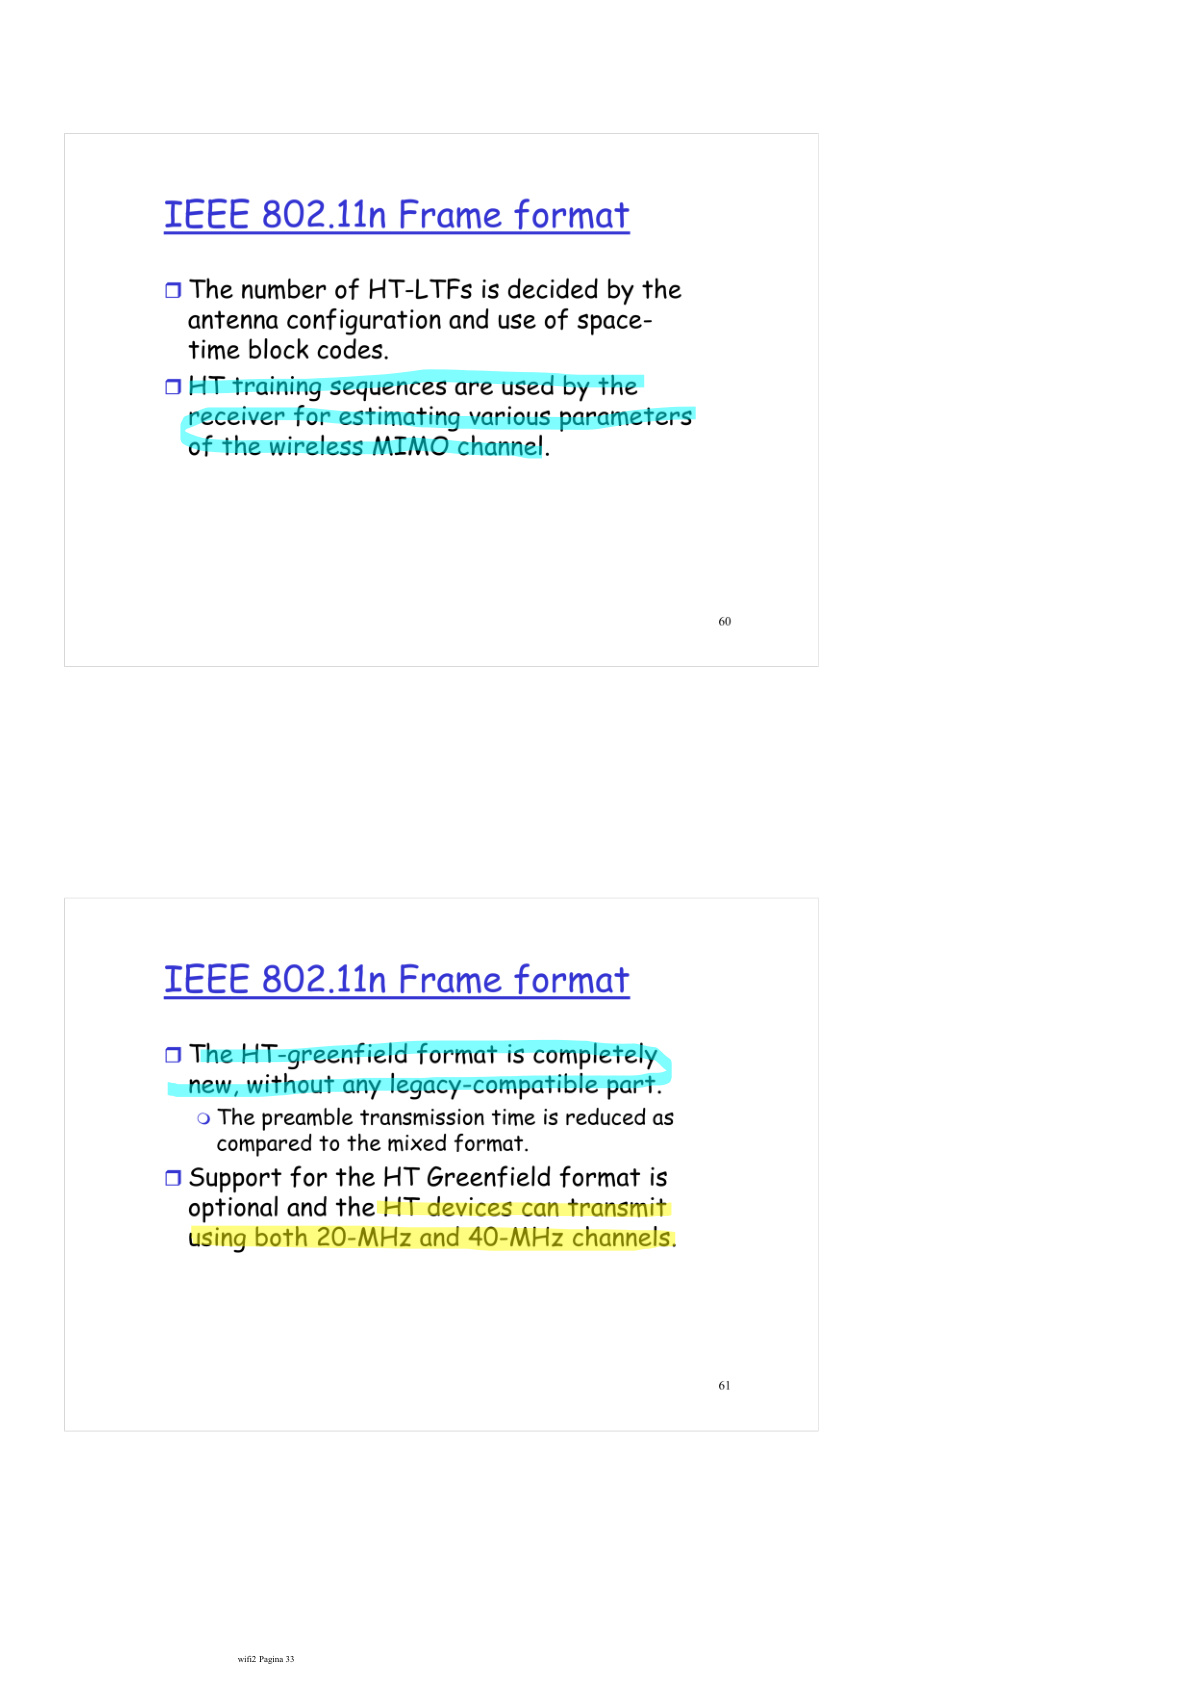 IEEE 802.11n Frame format
The number of HT-LTFs is decided by the
antenna configuration and use of space-
time block codes.
HT training sequences are used by the
receiver for estimating various parameters
of the wireless MIMO channel.
60
IEEE 802.11n Frame format
The HT-greenfield format is completely
new, without any legacy-compatible part.
The preamble transmission time is reduced as
compared to the mixed format.
Support for the HT Greenfield format is
optional and the HT devices can transmit
using both 20-MHz and 40-MHz channels.
61
wifi2 Pagina 33